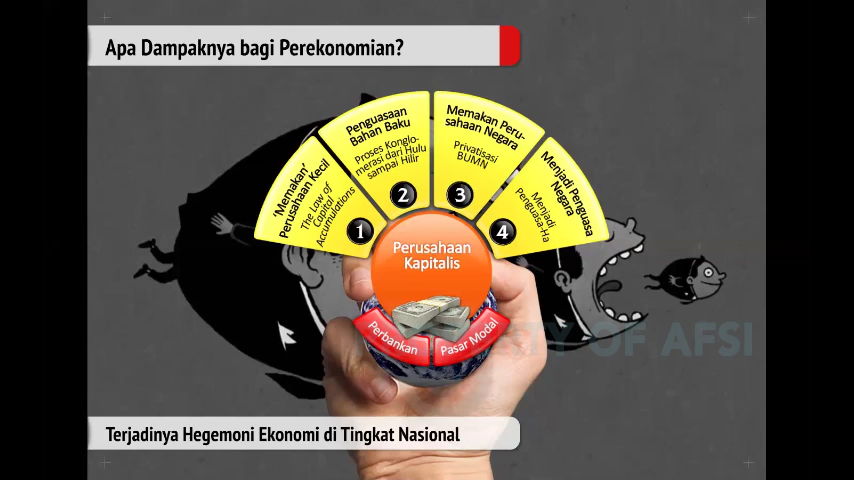 Apa Dampaknya bagi Perekonomian?
'Memakan'
Perusahaan Kecil
The Law of
Capital
Accumulations
1
Penguasaan
Bahan Baku
Proses Konglo-
merasi dari Hulu
sampai Hilir
2
Memakan Peru-
sahaan Negara
Privatisasi
BUMN
3
Menjadi Penguasa
Negara
Menjadi
Penguasa-Ha
4
Perusahaan
Kapitalis
Perbankan
Pasar Modal
OF AFSI
Terjadinya Hegemoni Ekonomi di Tingkat Nasional